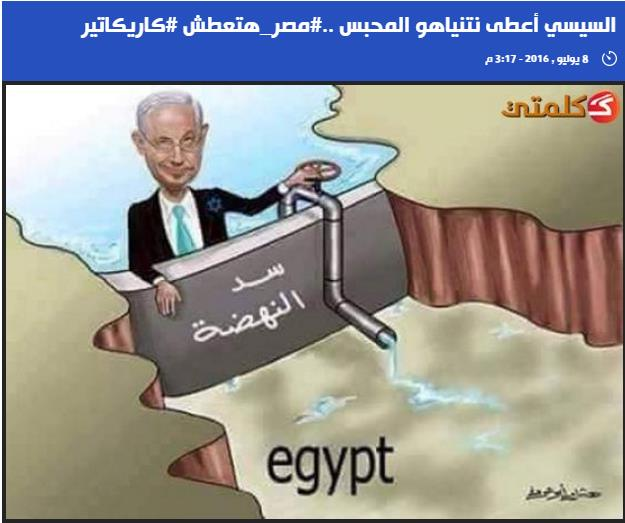 السيسي أعطى نتنياهو المحبس ..#مصر_هتعطش #كاريكاتير
8 يوليو , 2016 - 3:17 م
كلمتي
سد
النهضة
egypt